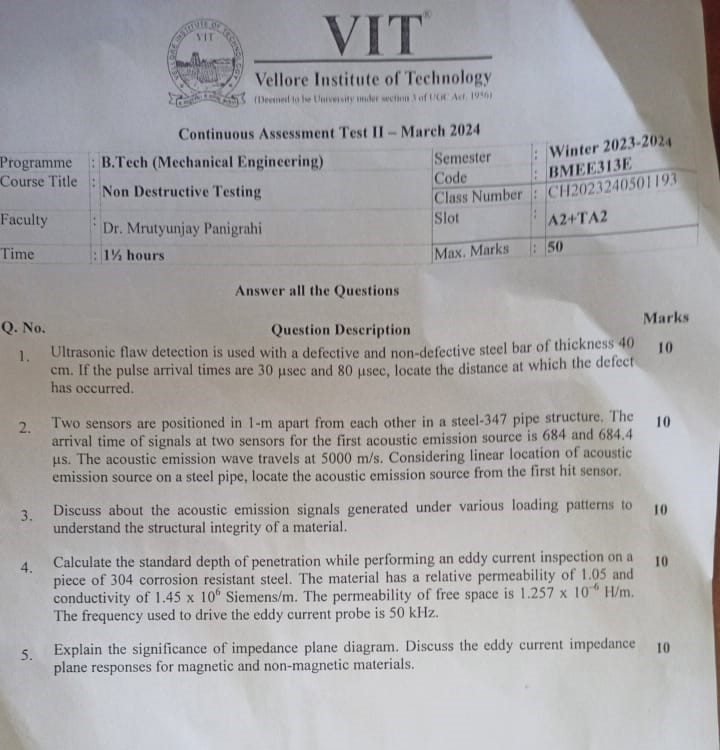 VELLORE INSTITUTE OF TECHNOLOGY
VIT
VIT®
Vellore Institute of Technology
(Deemed to be University under section 3 of UGC Act, 1956)
Continuous Assessment Test II – March 2024
Programme : B.Tech (Mechanical Engineering) Semester : Winter 2023-2024
Course Title : Non Destructive Testing Code : BMEE313E
Class Number : CH2023240501193
Faculty : Dr. Mrutyunjay Panigrahi Slot : A2+TA2
Time : 1½ hours Max. Marks : 50
Answer all the Questions
Q. No. Question Description Marks
1. Ultrasonic flaw detection is used with a defective and non-defective steel bar of thickness 40 10
cm. If the pulse arrival times are 30 µsec and 80 µsec, locate the distance at which the defect
has occurred.
2. Two sensors are positioned in 1-m apart from each other in a steel-347 pipe structure. The 10
arrival time of signals at two sensors for the first acoustic emission source is 684 and 684.4
µs. The acoustic emission wave travels at 5000 m/s. Considering linear location of acoustic
emission source on a steel pipe, locate the acoustic emission source from the first hit sensor.
3. Discuss about the acoustic emission signals generated under various loading patterns to 10
understand the structural integrity of a material.
4. Calculate the standard depth of penetration while performing an eddy current inspection on a 10
piece of 304 corrosion resistant steel. The material has a relative permeability of 1.05 and
conductivity of 1.45 x 10⁶ Siemens/m. The permeability of free space is 1.257 x 10⁻⁶ H/m.
The frequency used to drive the eddy current probe is 50 kHz.
5. Explain the significance of impedance plane diagram. Discuss the eddy current impedance 10
plane responses for magnetic and non-magnetic materials.